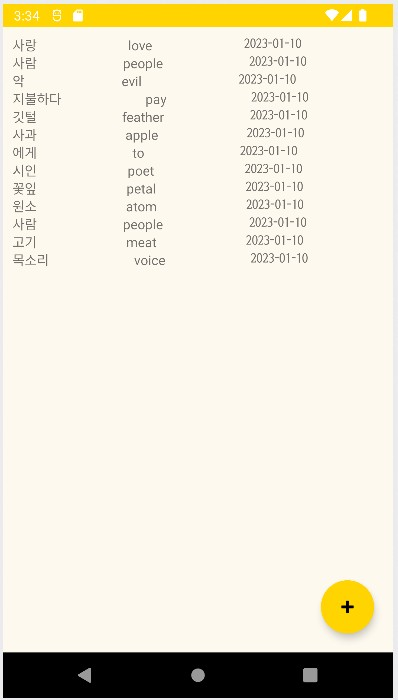 3:34
사랑 love 2023-01-10
사람 people 2023-01-10
악 evil 2023-01-10
지불하다 pay 2023-01-10
깃털 feather 2023-01-10
사과 apple 2023-01-10
에게 to 2023-01-10
시인 poet 2023-01-10
꽃잎 petal 2023-01-10
원소 atom 2023-01-10
사람 people 2023-01-10
고기 meat 2023-01-10
목소리 voice 2023-01-10
+